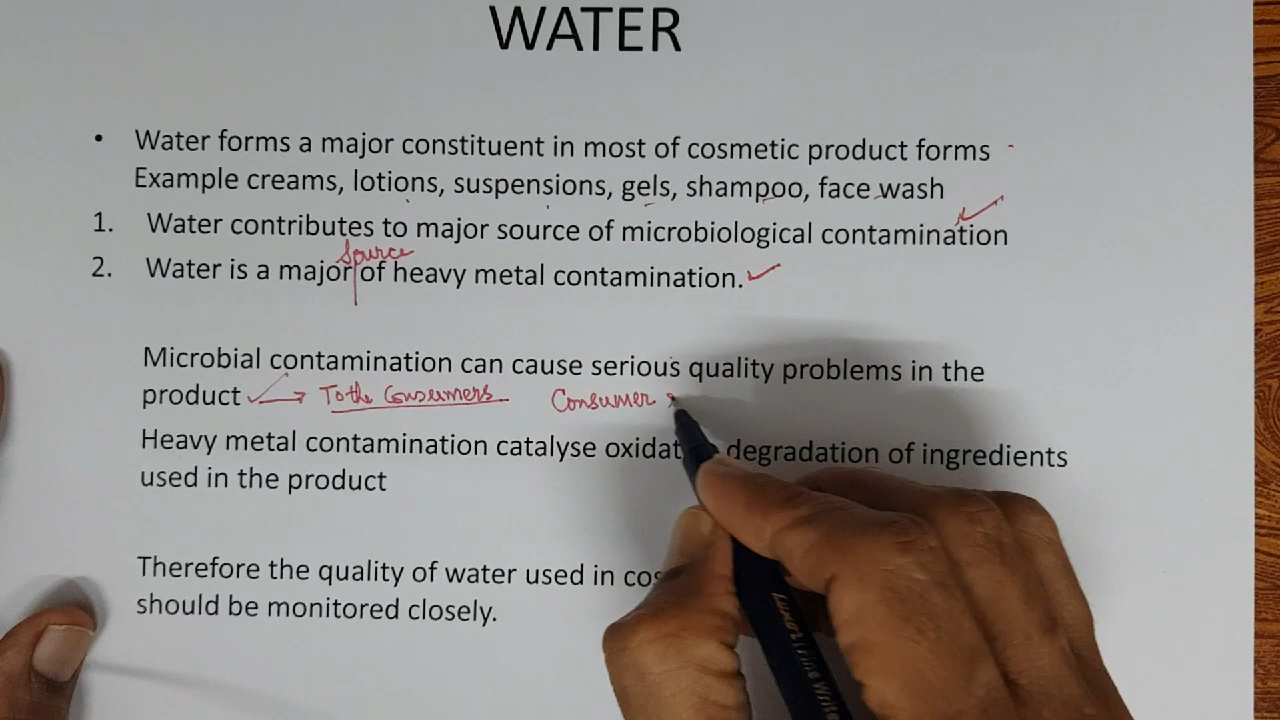 WATER
• Water forms a major constituent in most of cosmetic product forms
Example creams, lotions, suspensions, gels, shampoo, face wash
1. Water contributes to major source of microbiological contamination
Source
2. Water is a major of heavy metal contamination.
Microbial contamination can cause serious quality problems in the
product To the Consumers Consumer
Heavy metal contamination catalyse degradation of ingredients
used in the product
Therefore the quality of water used in
should be monitored closely.